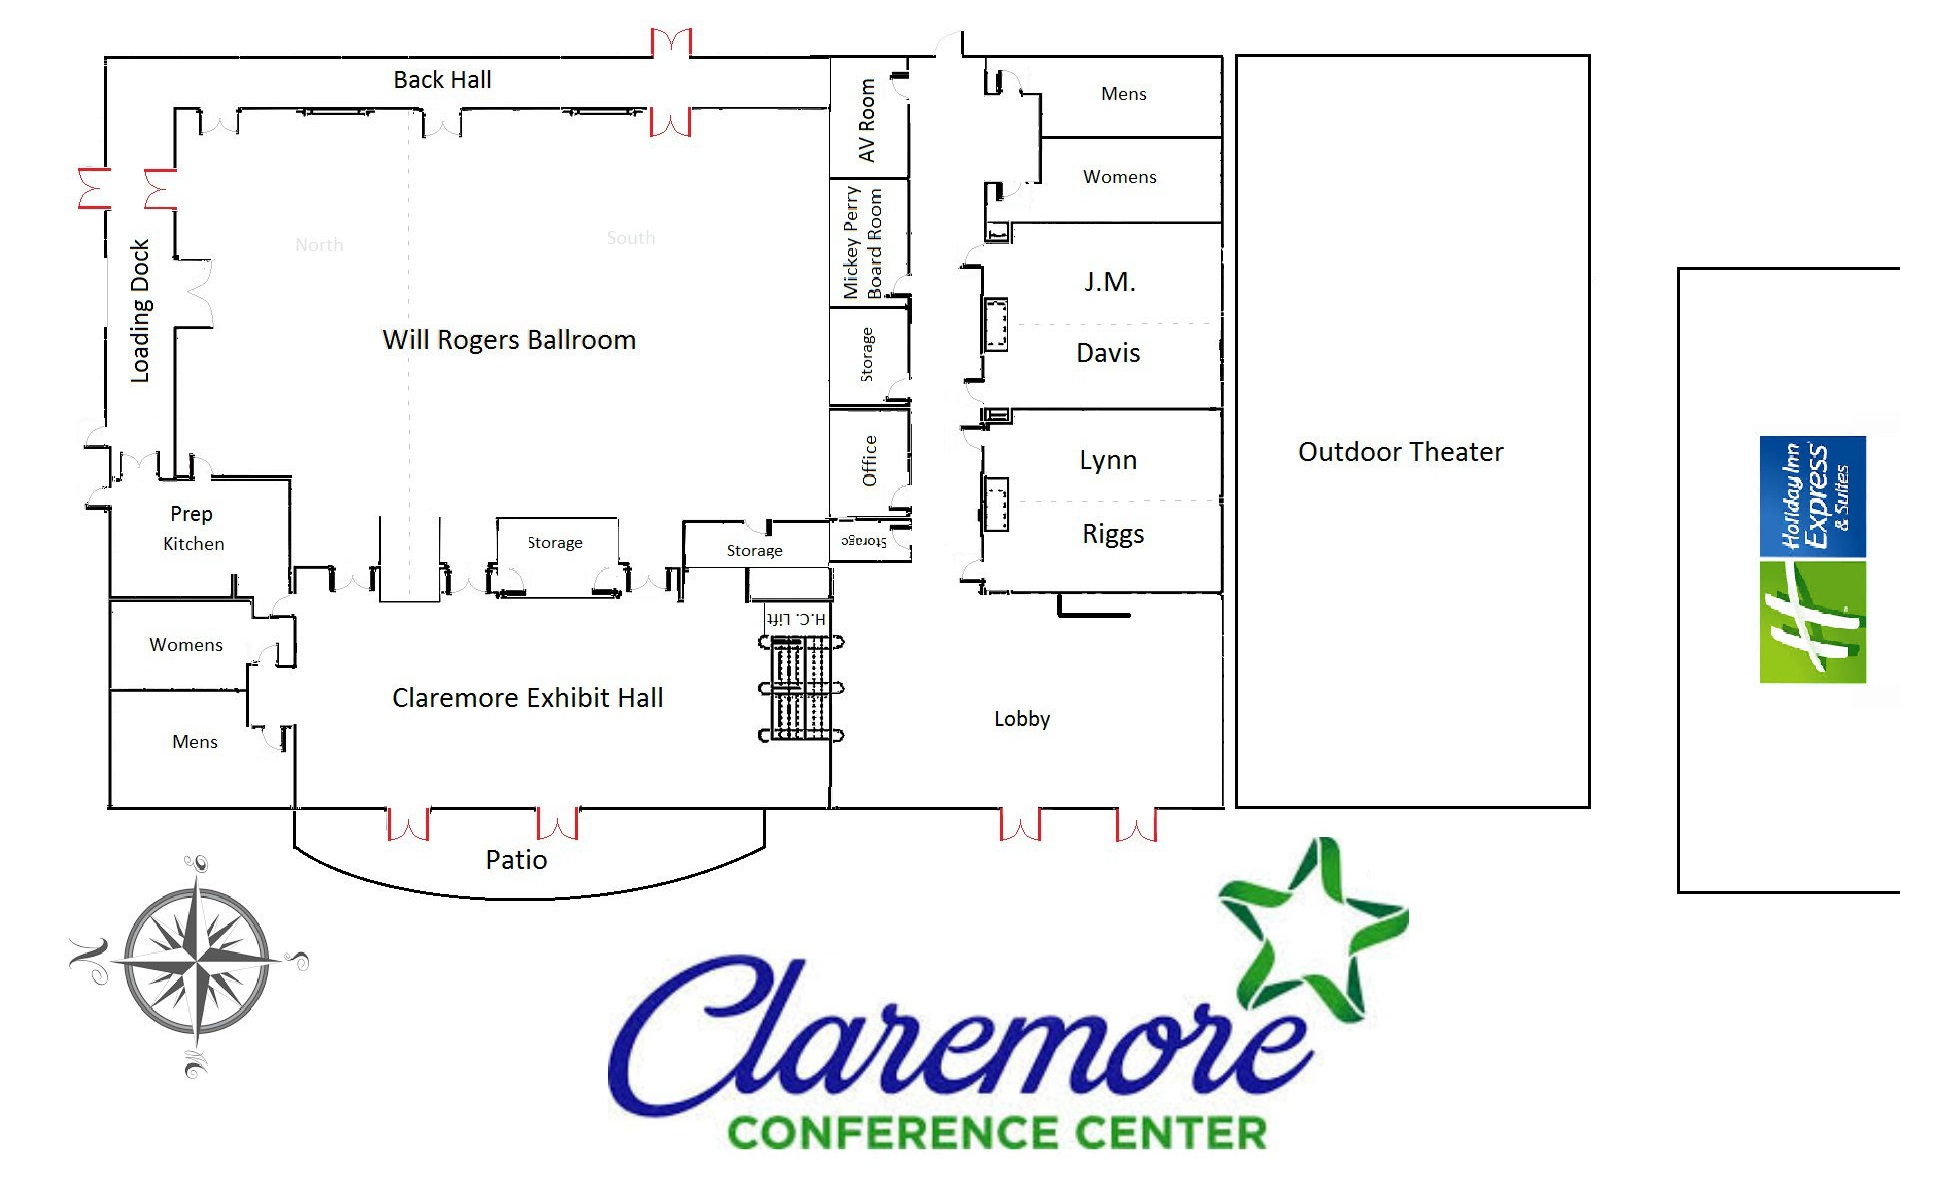 Back Hall
AV Room
Mens
Womens
Mickey Perry
Board Room
North
South
Loading Dock
J.M.
Will Rogers Ballroom
Storage
Davis
Office
Lynn
Outdoor Theater
Holiday Inn
Express
& Suites
H
Prep
Kitchen
Riggs
Storage
Storage
Storage
H.C. Lift
Womens
Claremore Exhibit Hall
Lobby
Mens
Patio
E
N
S
W
Claremore
CONFERENCE CENTER